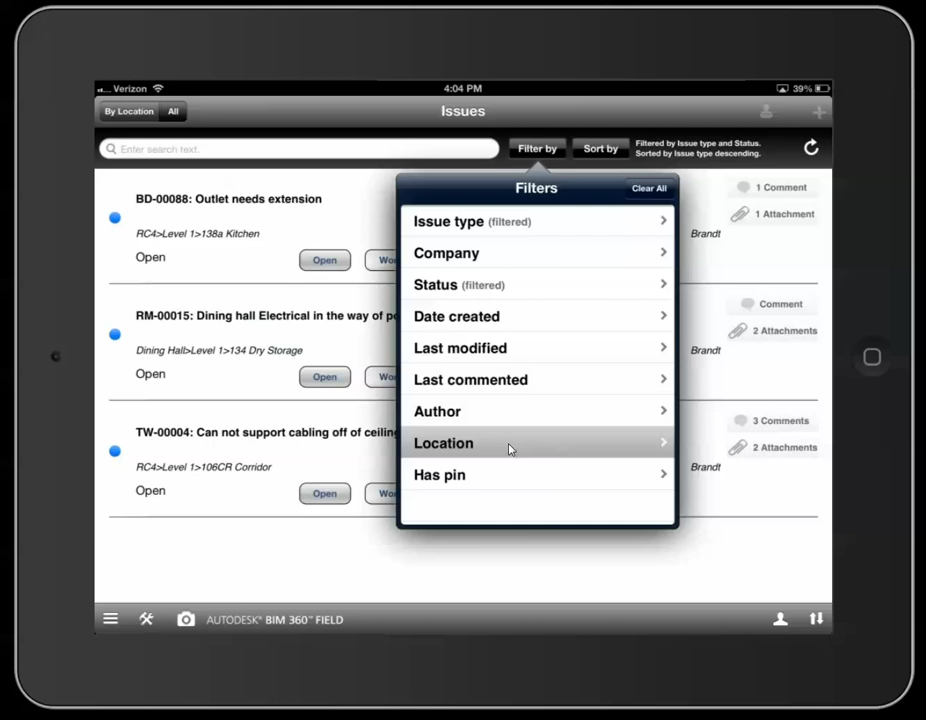 Verizon
4:04 PM
39%
By Location
All
Issues
Enter search text.
Filter by
Sort by
Filtered by Issue type and Status.
Sorted by Issue type descending.
Filters
Clear All
Issue type (filtered)
Company
Status (filtered)
Date created
Last modified
Last commented
Author
Location
Has pin
BD-00088: Outlet needs extension
1 Comment
1 Attachment
RC4>Level 1>138a Kitchen
Brandt
Open
Open
RM-00015: Dining hall Electrical in the way of
Comment
2 Attachments
Dining Hall>Level 1>134 Dry Storage
Brandt
Open
Open
TW-00004: Can not support cabling off of
3 Comments
2 Attachments
RC4>Level 1>106CR Corridor
Brandt
Open
Open
AUTODESK® BIM 360™ FIELD